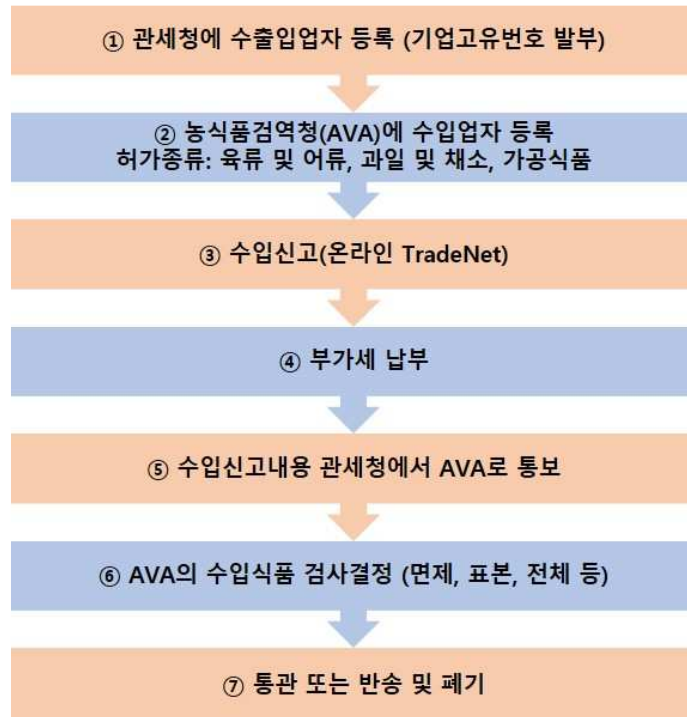 ① 관세청에 수출입업자 등록 (기업고유번호 발부)
② 농식품검역청(AVA)에 수입업자 등록
허가종류: 육류 및 어류, 과일 및 채소, 가공식품
③ 수입신고(온라인 TradeNet)
④ 부가세 납부
⑤ 수입신고내용 관세청에서 AVA로 통보
⑥ AVA의 수입식품 검사결정 (면제, 표본, 전체 등)
⑦ 통관 또는 반송 및 폐기